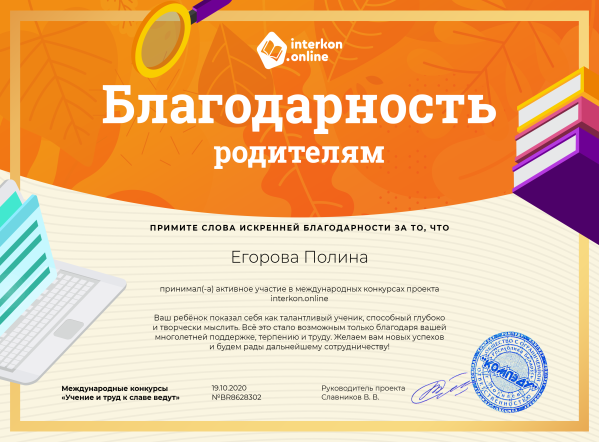 interkon
.online
Благодарность
родителям
ПРИМИТЕ СЛОВА ИСКРЕННЕЙ БЛАГОДАРНОСТИ ЗА ТО, ЧТО
Егорова Полина
принимал(-а) активное участие в международных конкурсах проекта
interkon.online
Ваш ребёнок показал себя как талантливый ученик, способный глубоко
и творчески мыслить. Всё это стало возможным только благодаря вашей
многолетней поддержке, терпению и труду. Желаем вам новых успехов
и будем рады дальнейшему сотрудничеству!
Международные конкурсы
«Учение и труд к славе ведут»
19.10.2020
№BR8628302
Руководитель проекта
Славников В. В.